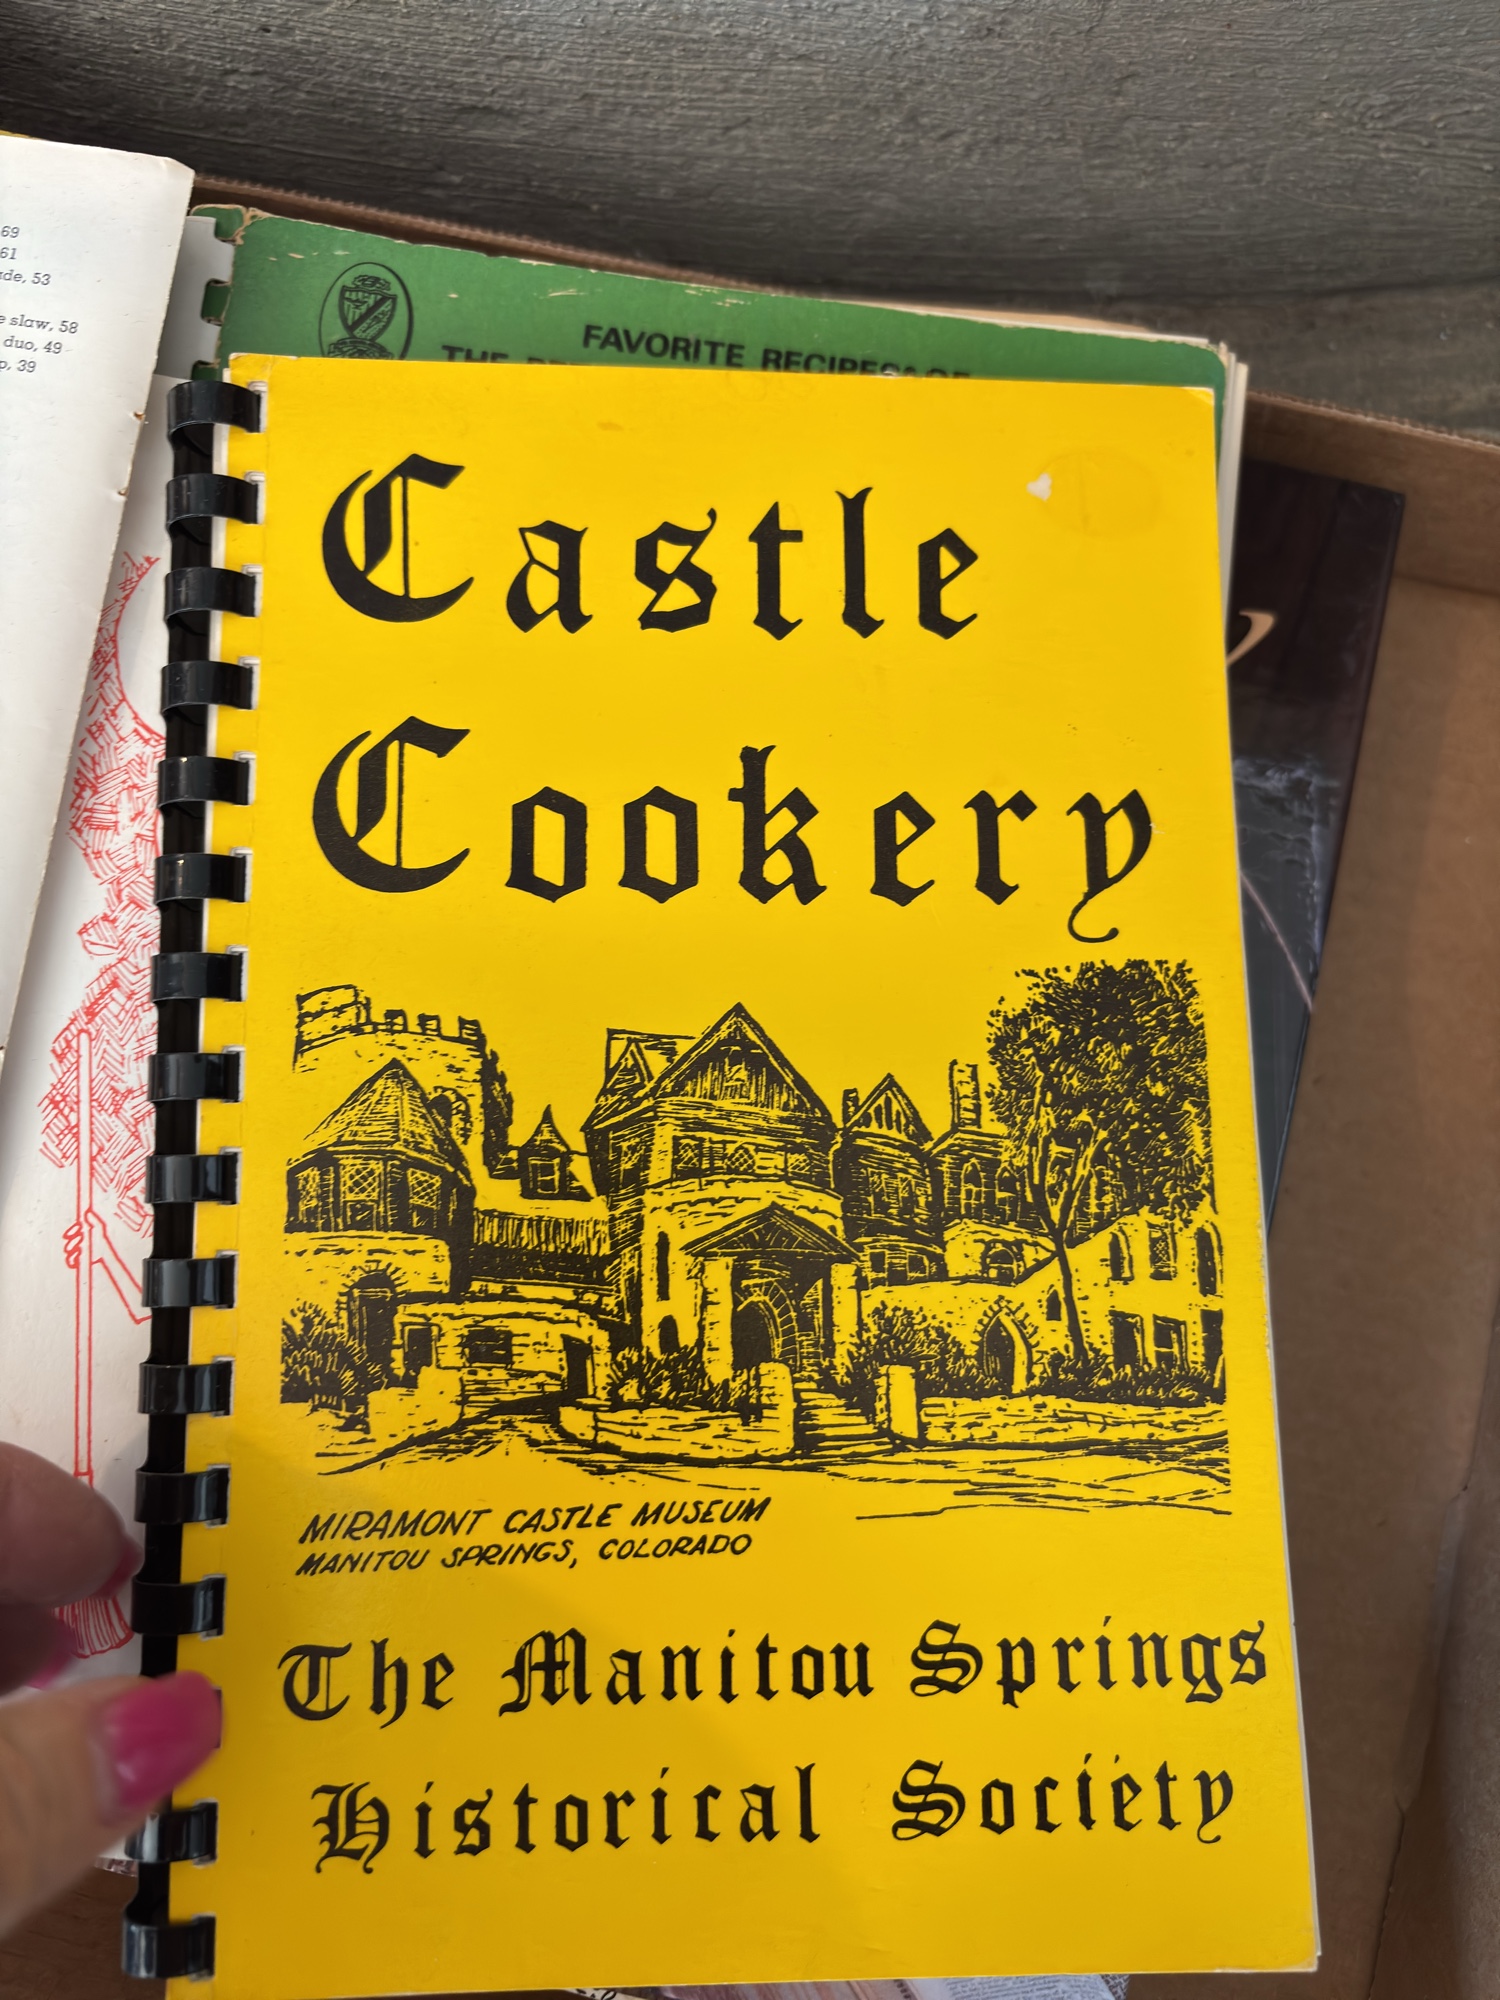 69
61
de, 53
slaw, 58
duo, 49
39
FAVORITE RECIPES
THE
Castle
Cookery
MIRAMONT CASTLE MUSEUM
MANITOU SPRINGS, COLORADO
The Manitou Springs
Historical Society